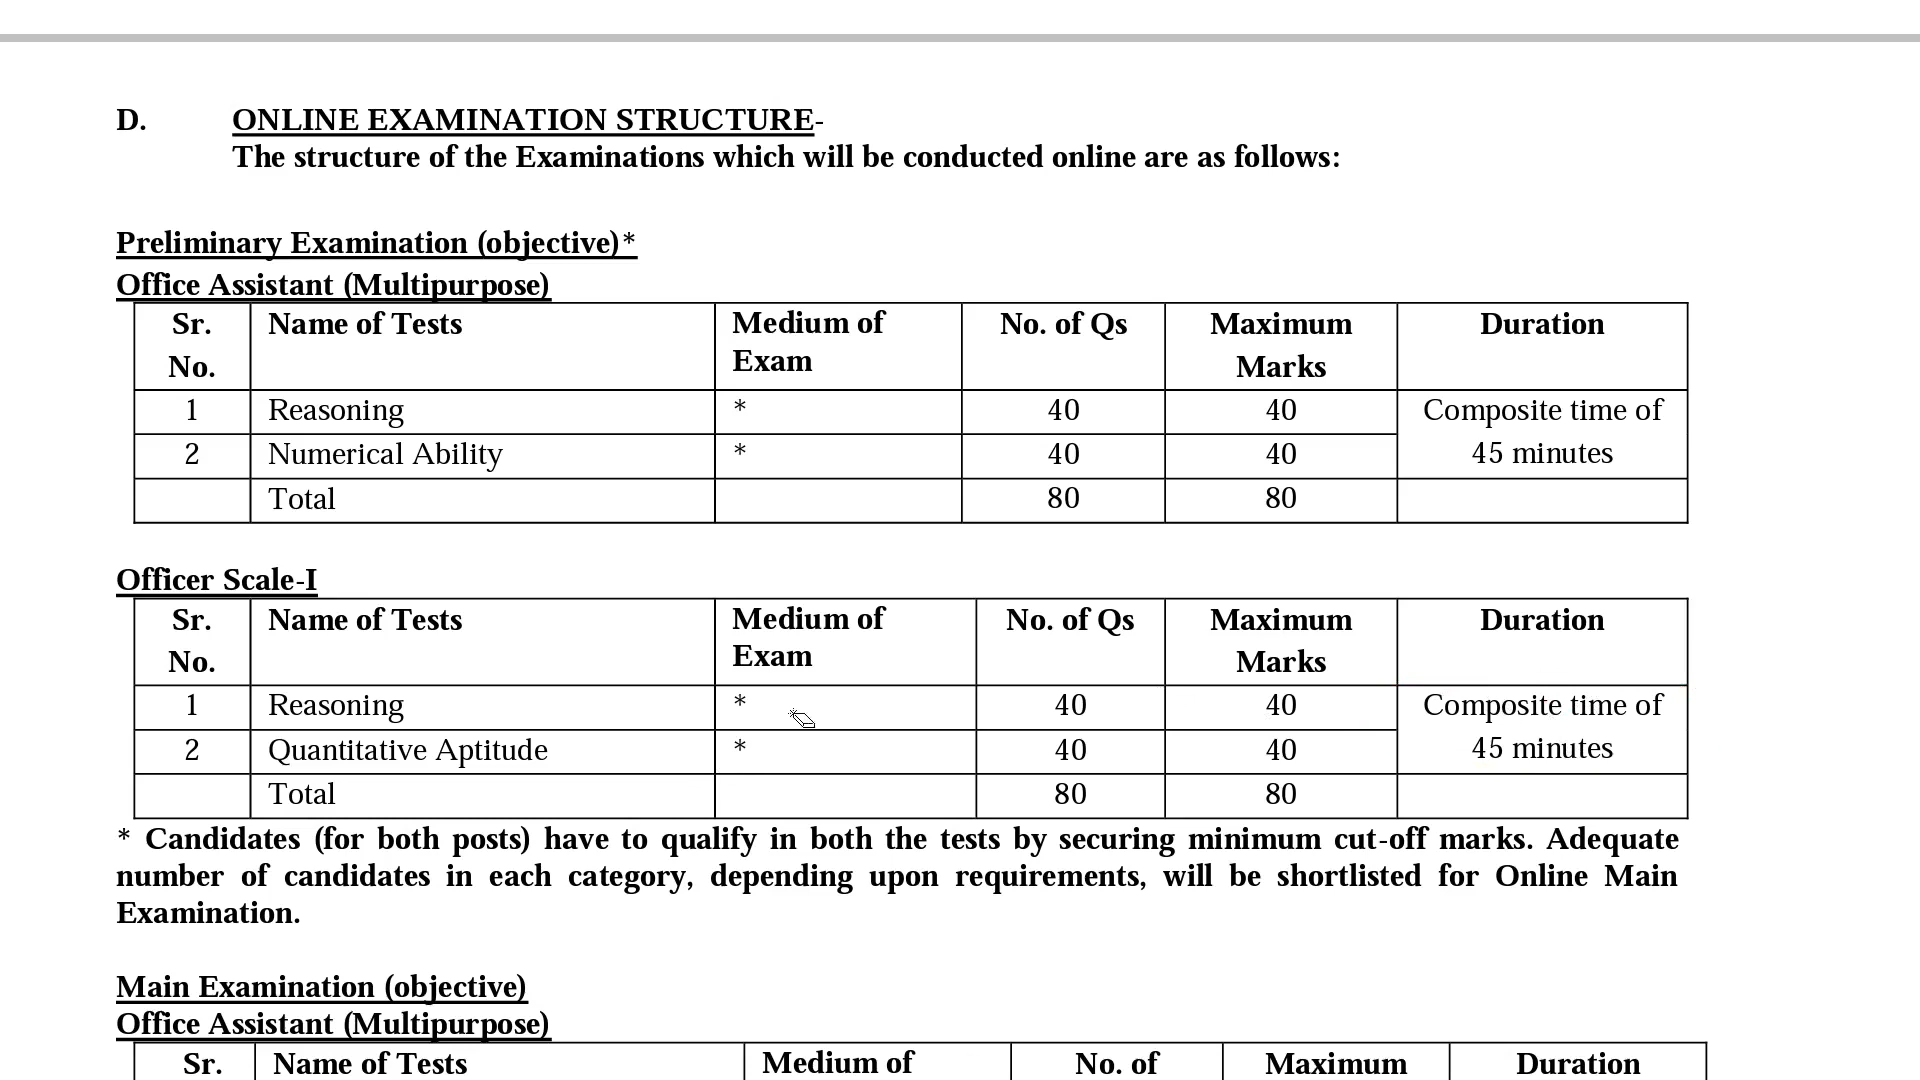 D. ONLINE EXAMINATION STRUCTURE-
The structure of the Examinations which will be conducted online are as follows:
Preliminary Examination (objective)*
Office Assistant (Multipurpose)
Sr. No. Name of Tests Medium of Exam No. of Qs Maximum Marks Duration
1 Reasoning * 40 40 Composite time of 45 minutes
2 Numerical Ability * 40 40
Total 80 80
Officer Scale-I
Sr. No. Name of Tests Medium of Exam No. of Qs Maximum Marks Duration
1 Reasoning * 40 40 Composite time of 45 minutes
2 Quantitative Aptitude * 40 40
Total 80 80
* Candidates (for both posts) have to qualify in both the tests by securing minimum cut-off marks. Adequate
number of candidates in each category, depending upon requirements, will be shortlisted for Online Main
Examination.
Main Examination (objective)
Office Assistant (Multipurpose)
Sr. Name of Tests Medium of No. of Maximum Duration